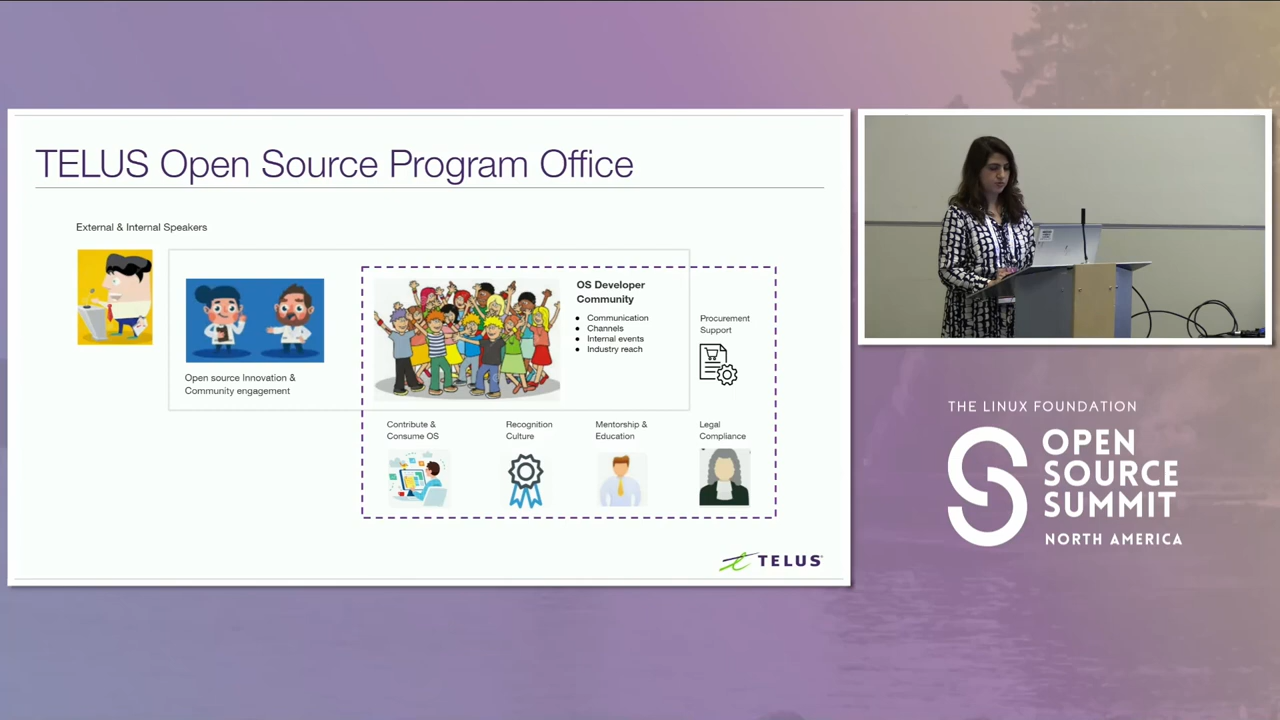 TELUS Open Source Program Office
External & Internal Speakers
Open source Innovation &
Community engagement
OS Developer
Community
● Communication
● Channels
● Internal events
● Industry reach
Procurement
Support
Contribute &
Consume OS
Recognition
Culture
Mentorship &
Education
Legal
Compliance
TELUS
THE LINUX FOUNDATION
OPEN
SOURCE
SUMMIT
NORTH AMERICA